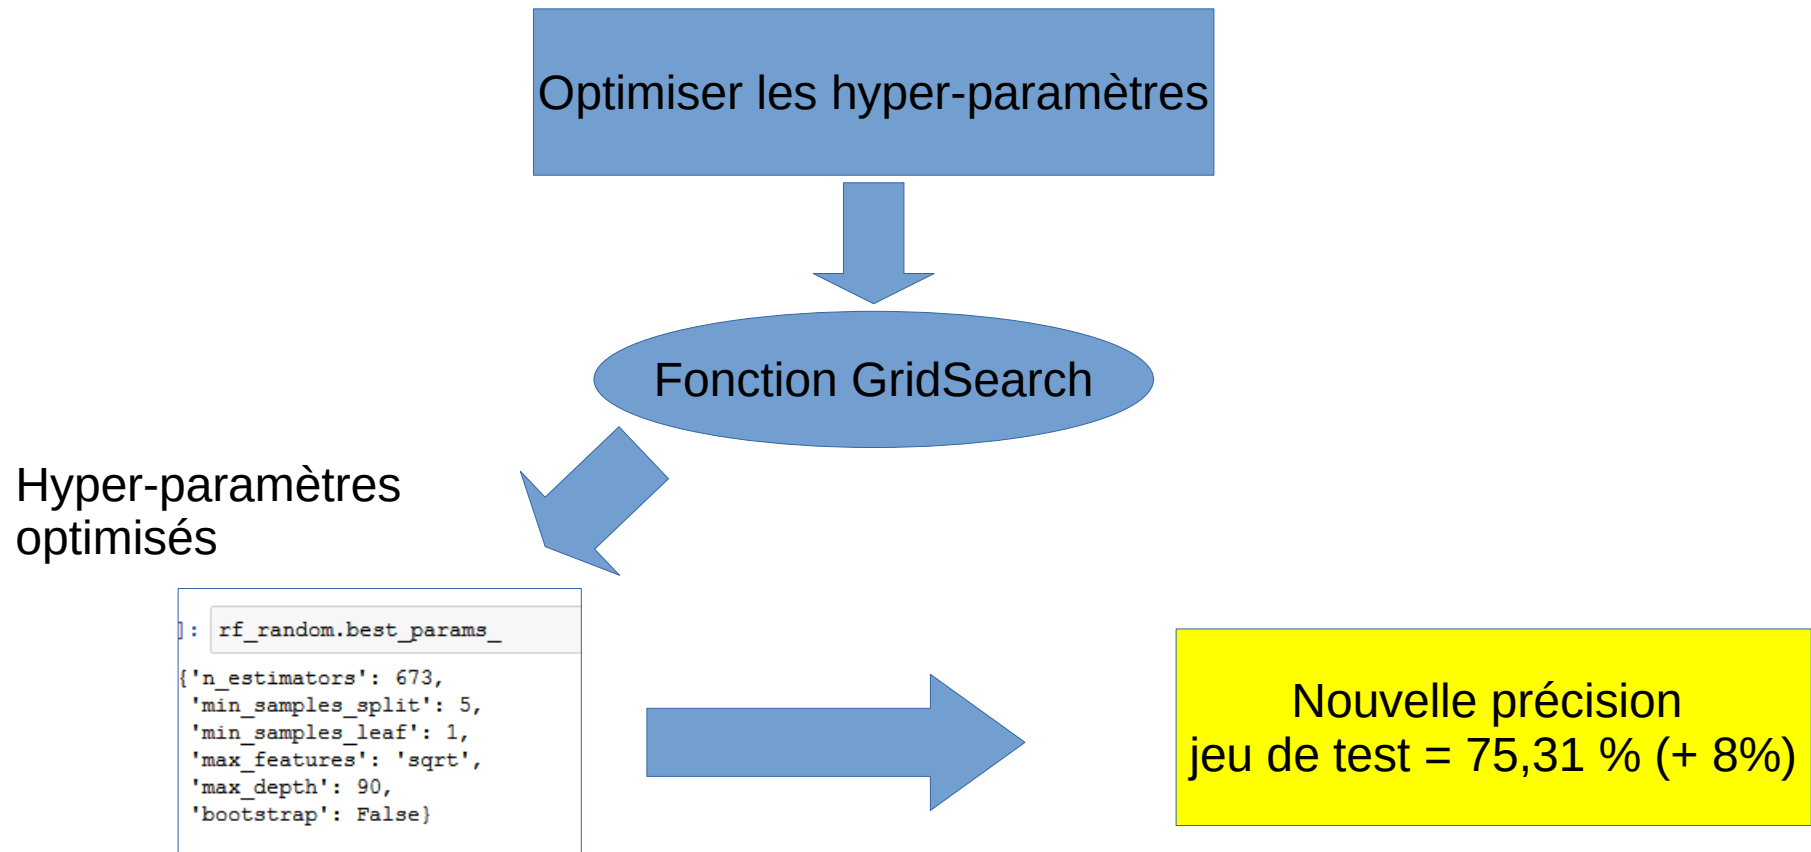 Optimiser les hyper-paramètres
Fonction GridSearch
Hyper-paramètres
optimisés
]: rf_random.best_params_
{'n_estimators': 673,
'min_samples_split': 5,
'min_samples_leaf': 1,
'max_features': 'sqrt',
'max_depth': 90,
'bootstrap': False}
Nouvelle précision
jeu de test = 75,31 % (+ 8%)